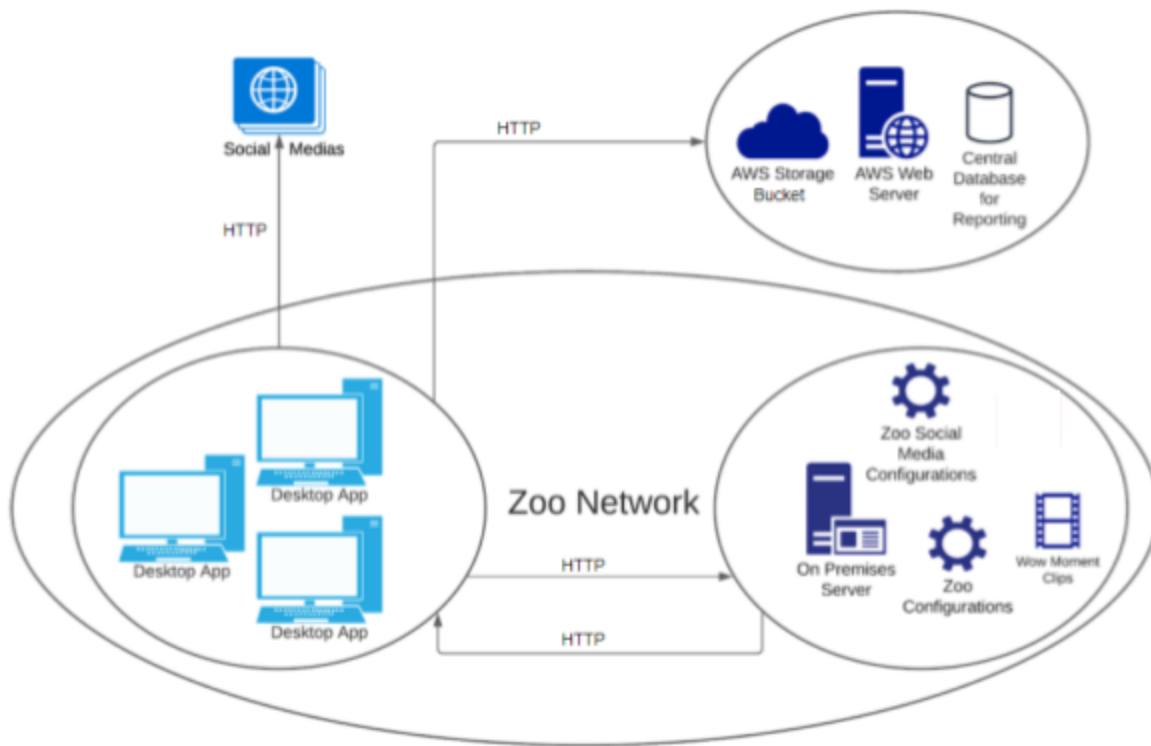 HTTP
Social Medias
AWS Storage
Bucket
AWS Web
Server
Central
Database
for
Reporting
HTTP
Zoo Social
Media
Configurations
Desktop App
Zoo Network
Desktop App
On Premises
Server
Zoo
Configurations
Wow Moment
Clips
HTTP
Desktop App
HTTP